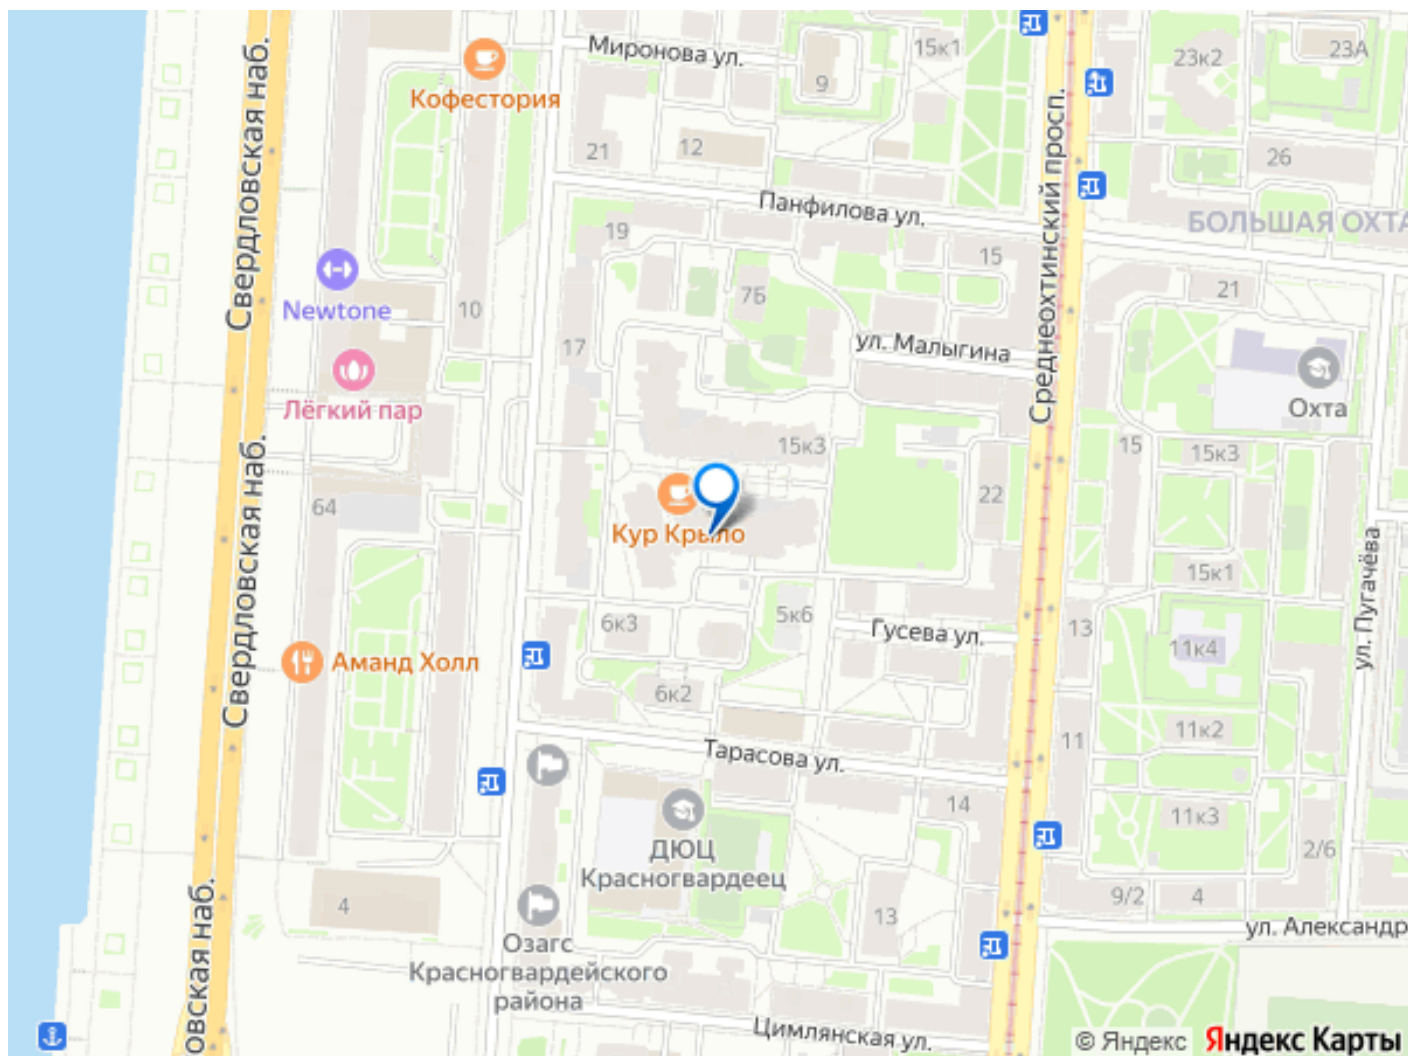 Миронова ул.
15к1
23к2
23А
Кофестория
9
21
12
26
Свердловская наб.
Среднеохтинский просп.
Панфилова ул.
БОЛЬШАЯ ОХТА
19
15
7Б
21
Newtone
10
17
ул. Малыгина
Лёгкий пар
Охта
15к3
15
15к3
64
22
Кур Крыло
Свердловская наб.
15к1
ул. Пугачёва
6к3
5к6
Гусева ул.
13
11к4
Аманд Холл
6к2
11к2
11
Тарасова ул.
14
11к3
ДЮЦ
Красногвардеец
2/6
4
13
9/2
4
ул. Александр
Озагс
Красногвардейского
района
овская наб.
Цимлянская ул.
© Яндекс Яндекс Карты